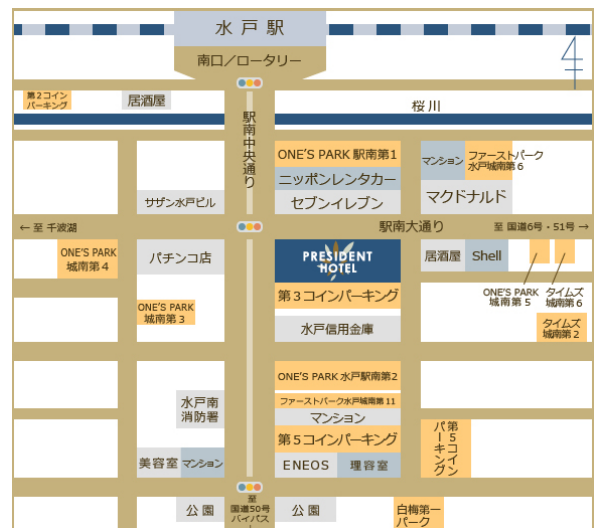 水戸駅
南口／ロータリー
第2コイン
パーキング
居酒屋
桜川
駅南中央通り
ONE'S PARK 駅南第1
ニッポンレンタカー
セブンイレブン
マンション
ファーストパーク
水戸城南第6
マクドナルド
サザン水戸ビル
← 至 千波湖
駅南大通り
至 国道6号・51号 →
ONE'S PARK
城南第4
パチンコ店
PRESIDENT
HOTEL
居酒屋
Shell
第3コインパーキング
ONE'S PARK
城南第5
タイムズ
城南第6
ONE'S PARK
城南第3
水戸信用金庫
タイムズ
城南第2
ONE'S PARK 水戸駅南第2
水戸南
消防署
ファーストパーク水戸城南第11
マンション
第5コインパーキング
第5コイン
パーキング
美容室
マンション
ENEOS
理容室
公園
至
国道50号
バイパス
公園
白梅第一
パーク